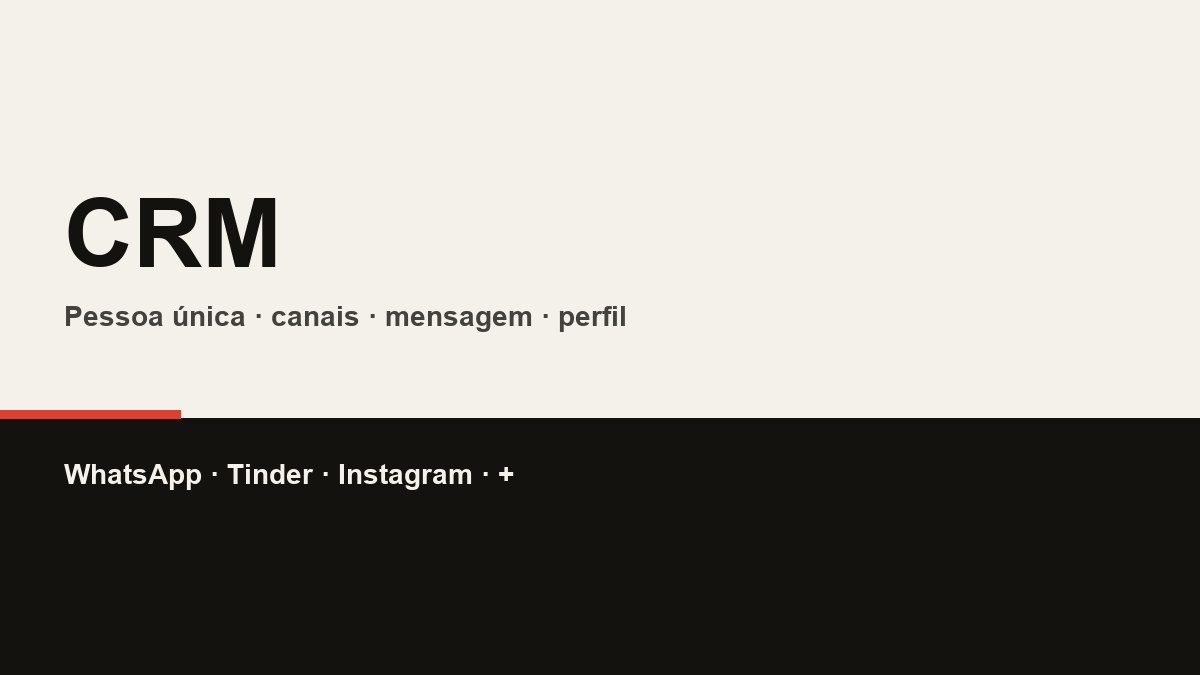 CRM
Pessoa única · canais · mensagem · perfil
WhatsApp · Tinder · Instagram · +